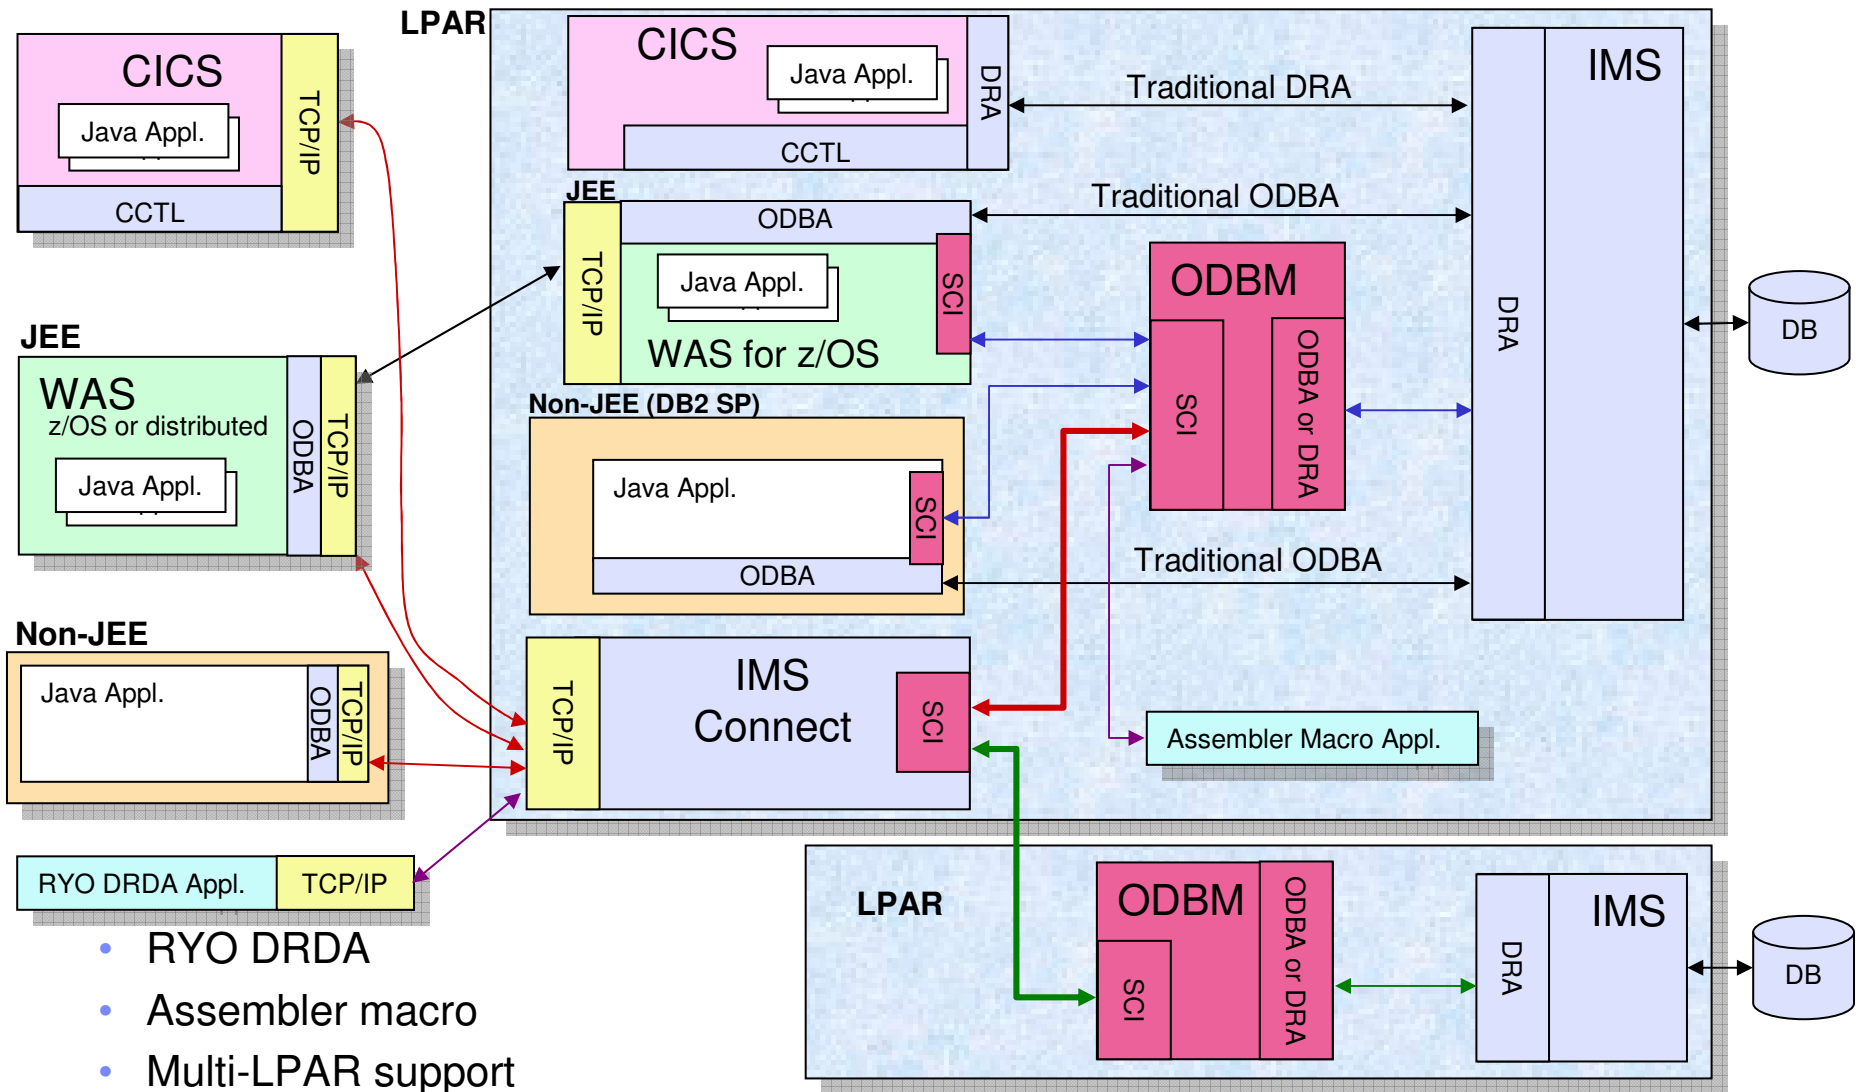 LPAR
CICS
Java Appl.
TCP/IP
CCTL
CICS
Java Appl.
DRA
CCTL
Traditional DRA
IMS
DRA
DB
JEE
ODBA
TCP/IP
Java Appl.
SCI
WAS for z/OS
Traditional ODBA
ODBM
SCI
ODBA or DRA
JEE
WAS
z/OS or distributed
Java Appl.
ODBA
TCP/IP
Non-JEE (DB2 SP)
Java Appl.
SCI
ODBA
Traditional ODBA
Non-JEE
Java Appl.
ODBA
TCP/IP
TCP/IP
IMS
Connect
SCI
Assembler Macro Appl.
RYO DRDA Appl.
TCP/IP
LPAR
ODBM
SCI
ODBA or DRA
DRA
IMS
DB
• RYO DRDA
• Assembler macro
• Multi-LPAR support